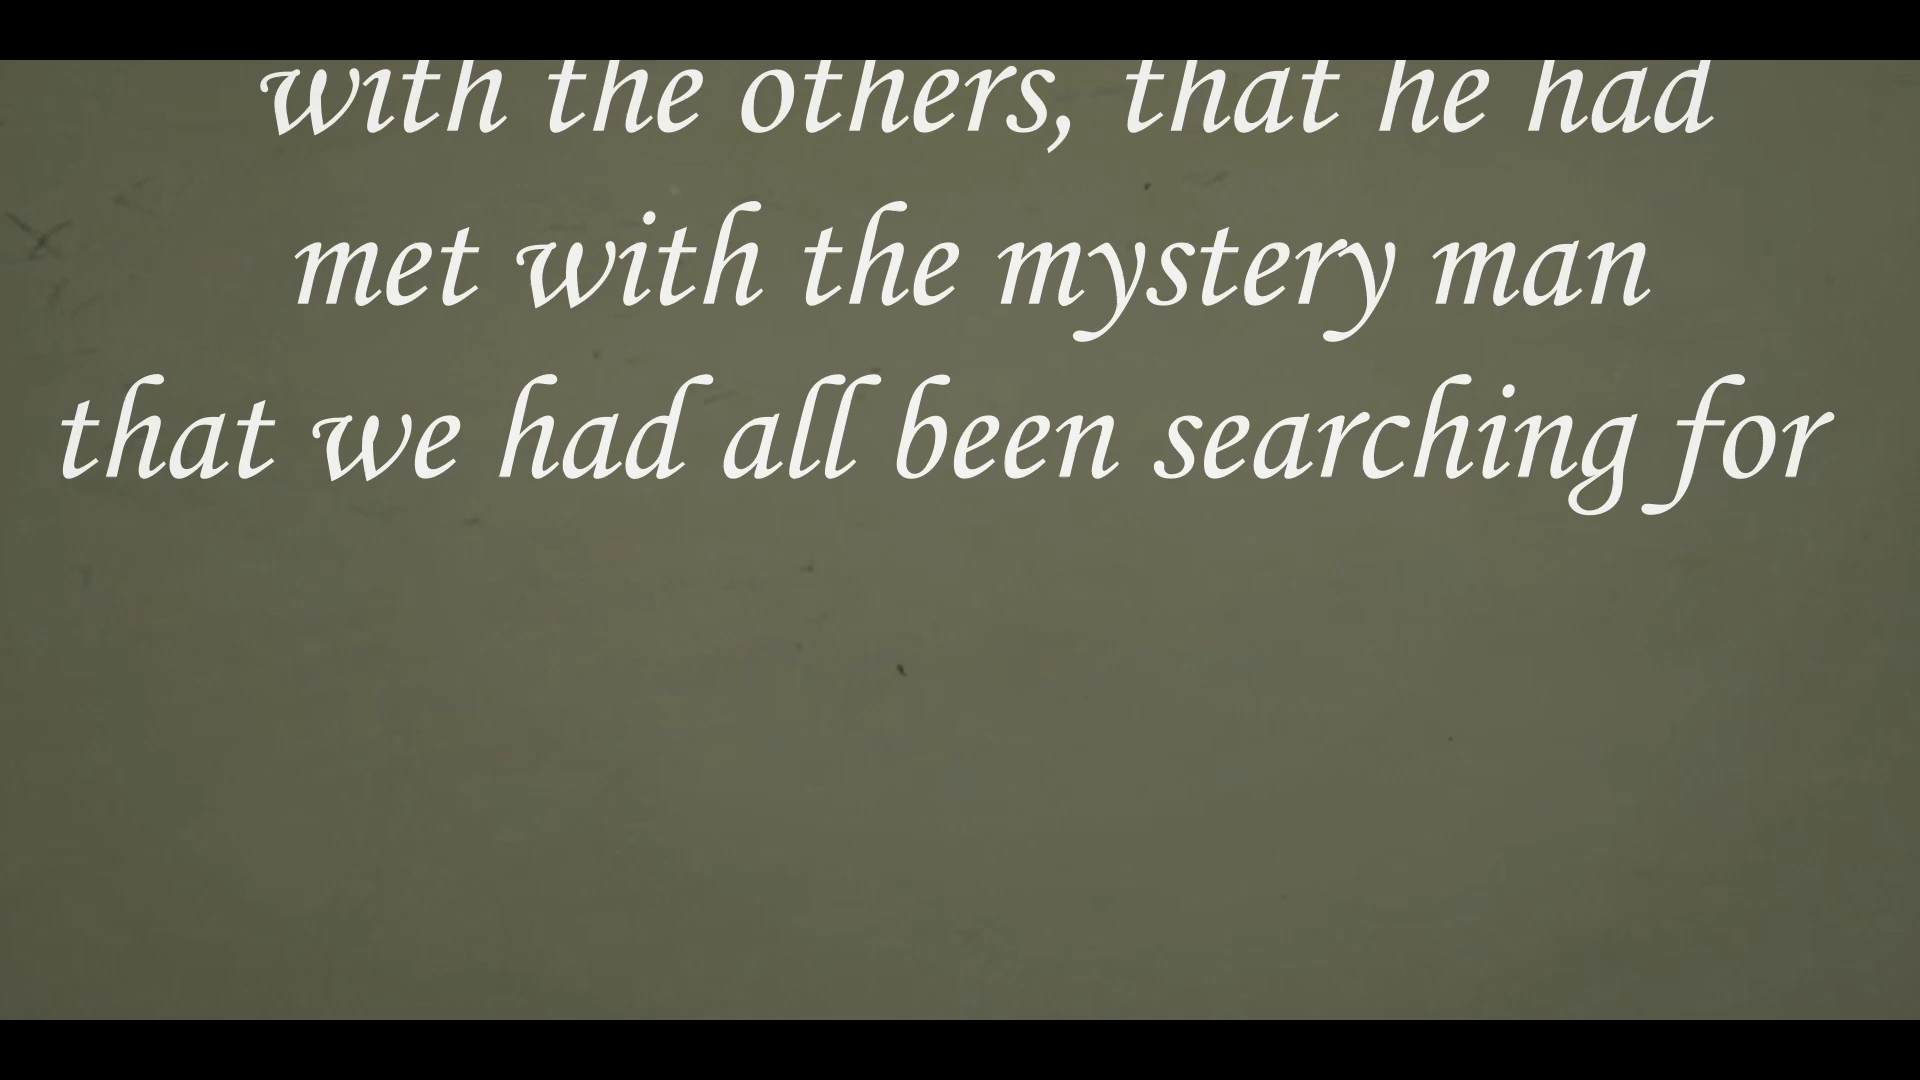 with the others, that he had
met with the mystery man
that we had all been searching for